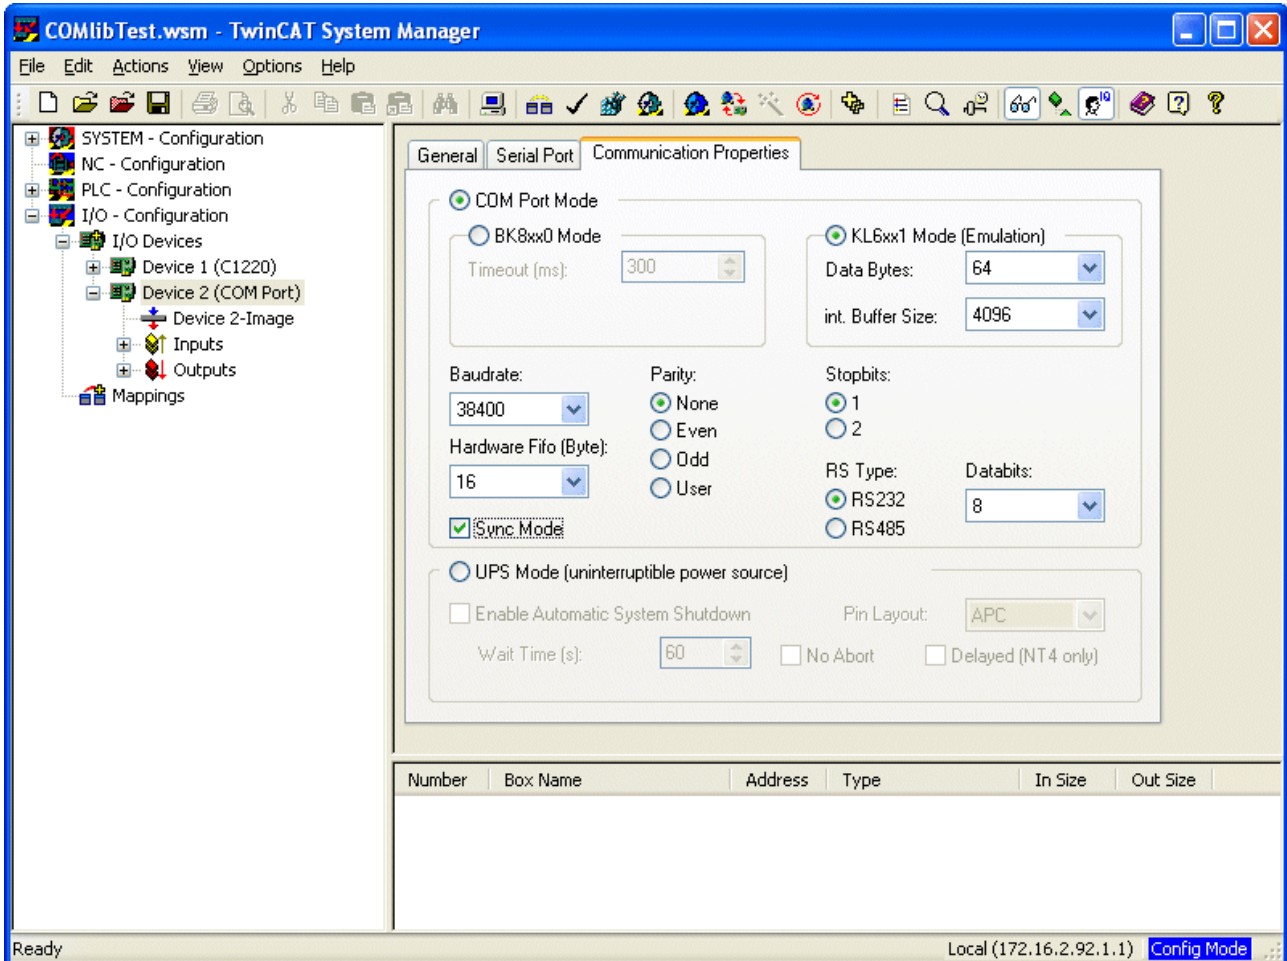 COMlibTest.wsm - TwinCAT System Manager
File Edit Actions View Options Help
SYSTEM - Configuration
NC - Configuration
PLC - Configuration
I/O - Configuration
I/O Devices
Device 1 (C1220)
Device 2 (COM Port)
Device 2-Image
Inputs
Outputs
Mappings
General Serial Port Communication Properties
COM Port Mode
BK8xx0 Mode
Timeout (ms): 300
KL6xx1 Mode (Emulation)
Data Bytes: 64
int. Buffer Size: 4096
Baudrate:
38400
Hardware Fifo (Byte):
16
Sync Mode
Parity:
None
Even
Odd
User
Stopbits:
1
2
RS Type:
RS232
RS485
Databits:
8
UPS Mode (uninterruptible power source)
Enable Automatic System Shutdown Pin Layout: APC
Wait Time (s): 60 No Abort Delayed (NT4 only)
Number Box Name Address Type In Size Out Size
Ready Local (172.16.2.92.1.1) Config Mode